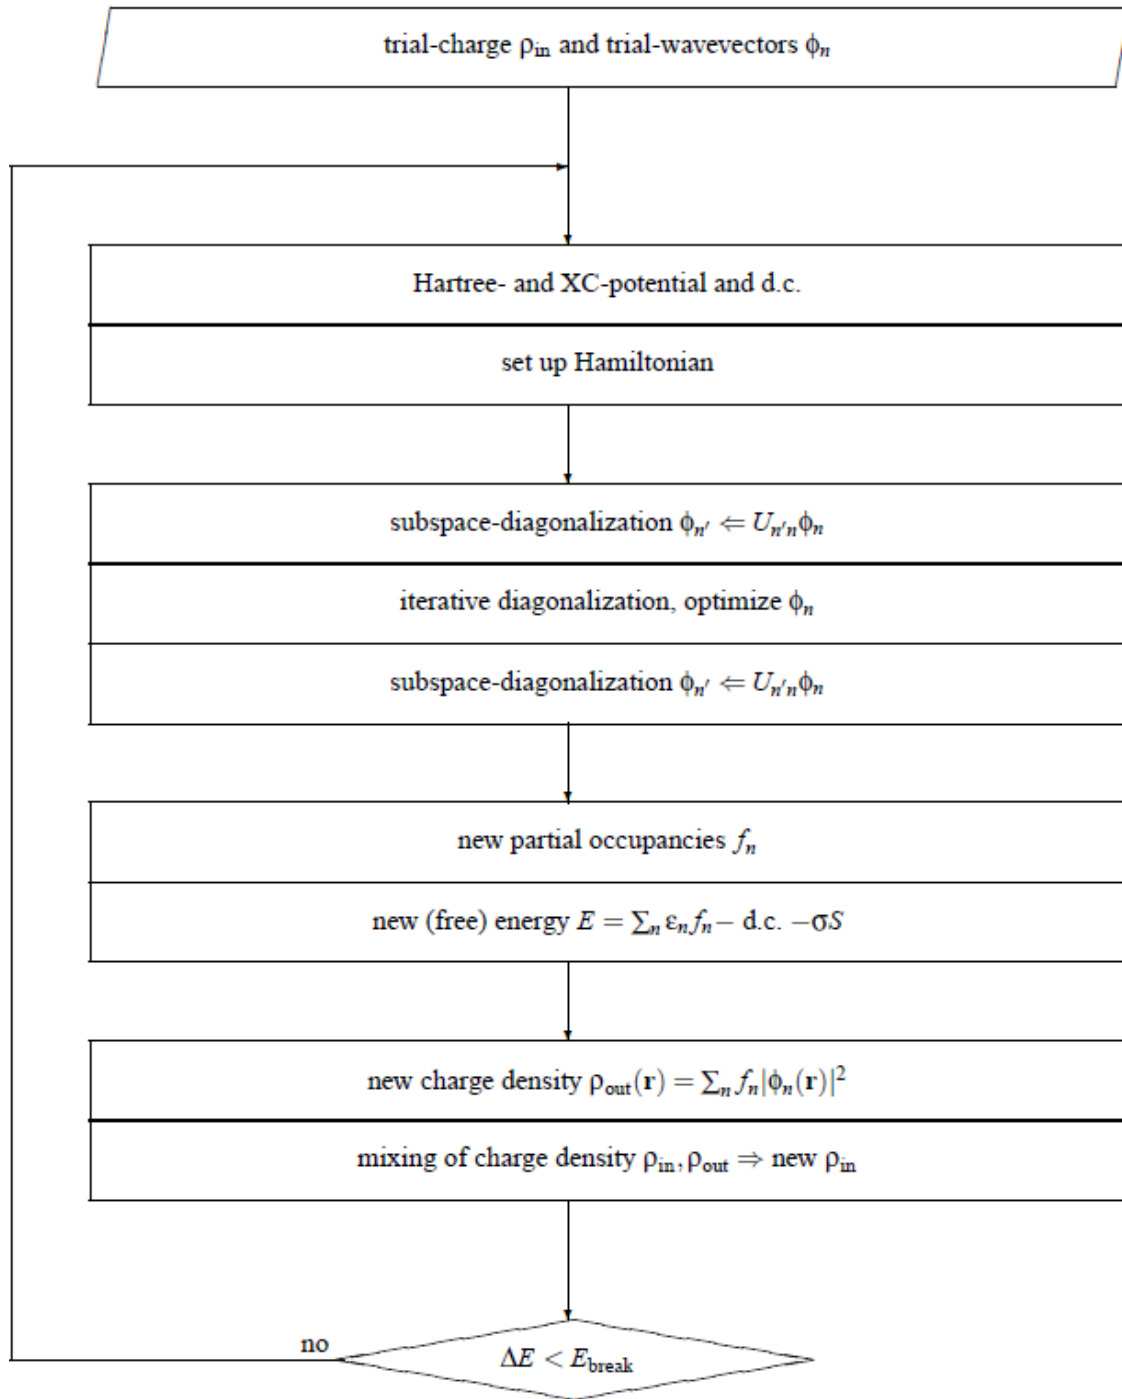 trial-charge ρin and trial-wavevectors ϕn
Hartree- and XC-potential and d.c.
set up Hamiltonian
subspace-diagonalization ϕn′ ⇐ Un′nϕn
iterative diagonalization, optimize ϕn
subspace-diagonalization ϕn′ ⇐ Un′nϕn
new partial occupancies fn
new (free) energy E = ∑n εn fn − d.c. −σS
new charge density ρout(r) = ∑n fn|ϕn(r)|²
mixing of charge density ρin, ρout ⇒ new ρin
no
ΔE < Ebreak